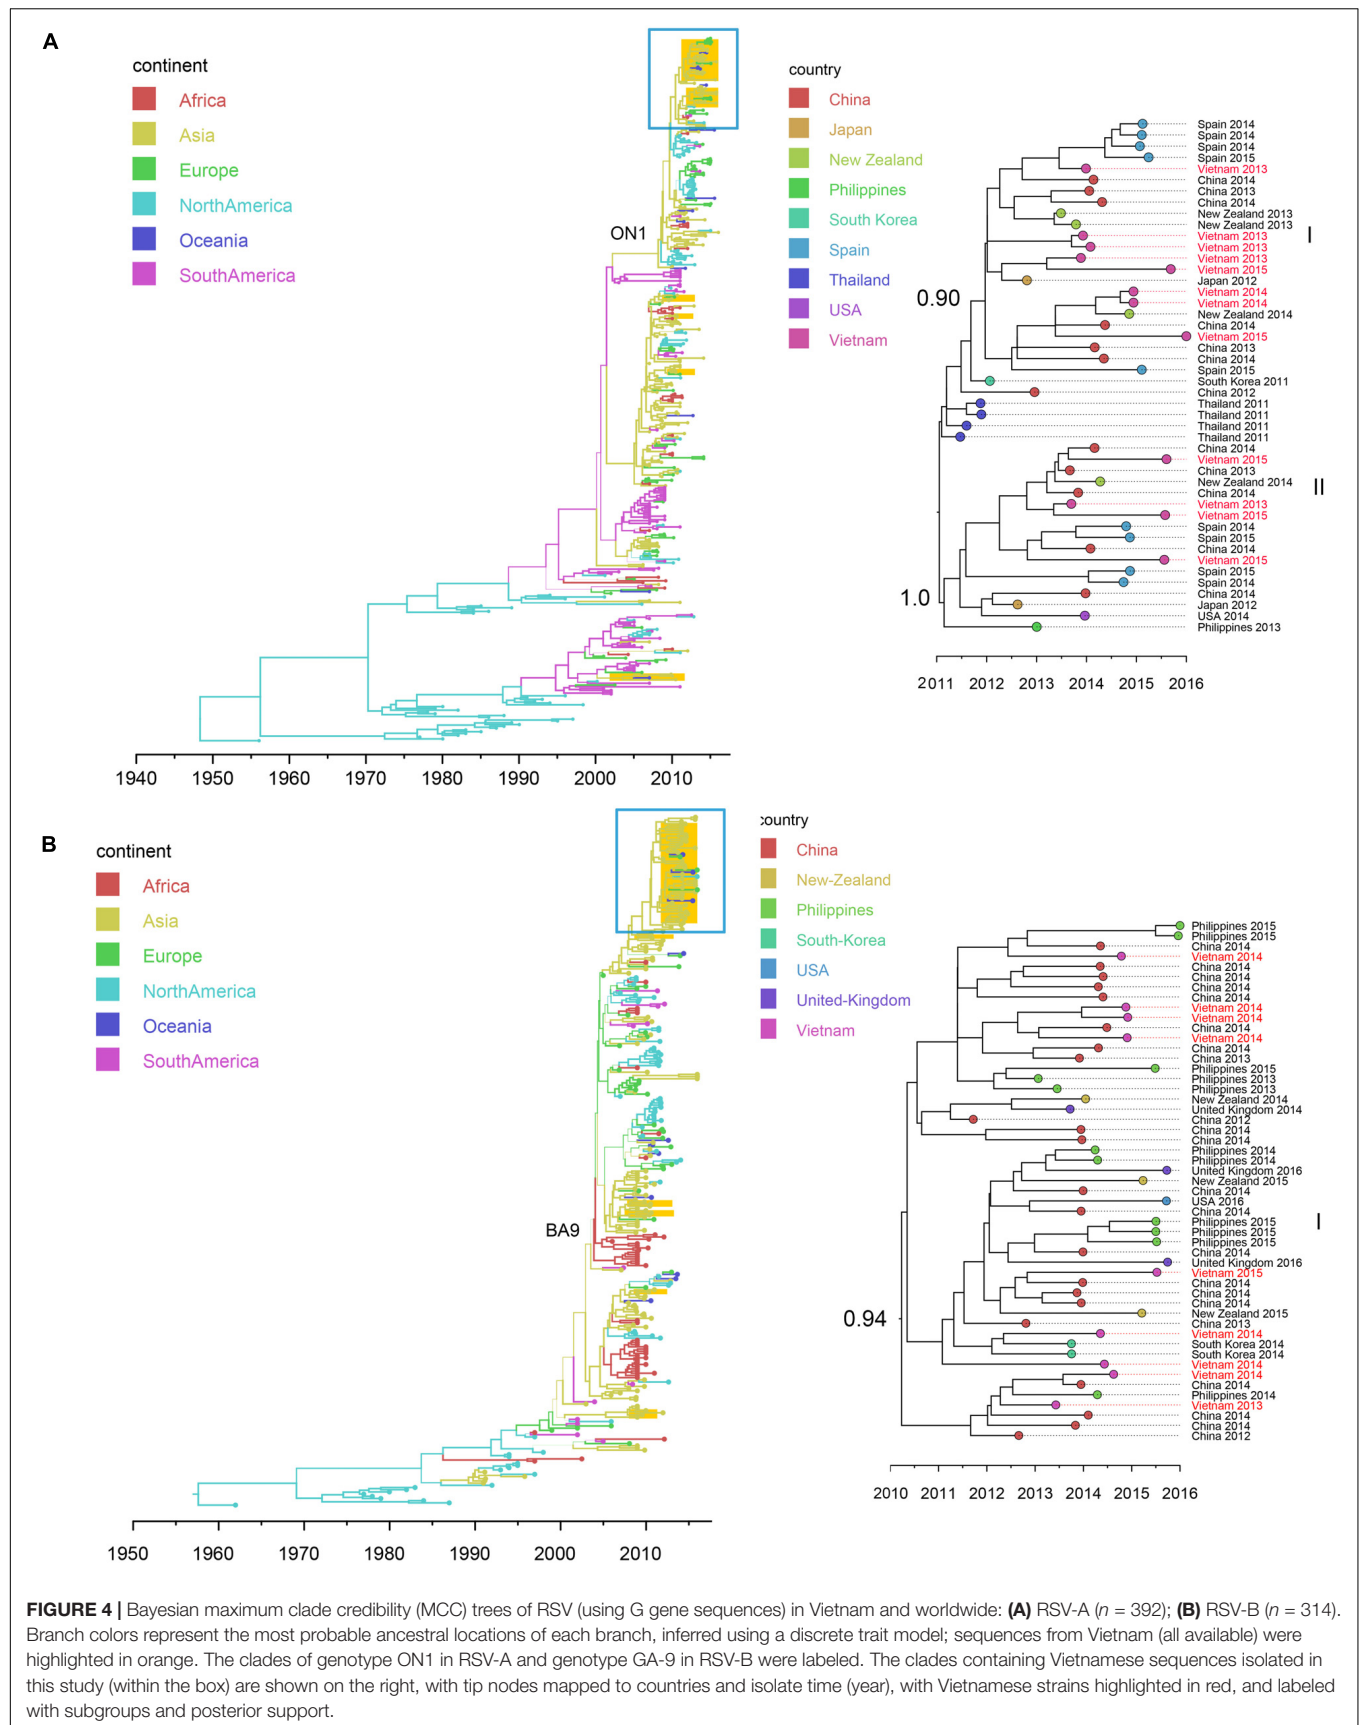 A
continent
Africa
Asia
Europe
NorthAmerica
Oceania
SouthAmerica
ON1
1940 1950 1960 1970 1980 1990 2000 2010
country
China
Japan
New Zealand
Philippines
South Korea
Spain
Thailand
USA
Vietnam
0.90
1.0
Spain 2014
Spain 2014
Spain 2014
Spain 2015
Vietnam 2013
China 2014
China 2013
China 2014
New Zealand 2013
New Zealand 2013
Vietnam 2013
Vietnam 2013
Vietnam 2013
Vietnam 2015
Japan 2012
Vietnam 2014
Vietnam 2014
New Zealand 2014
China 2014
Vietnam 2015
China 2013
China 2014
Spain 2015
South Korea 2011
China 2012
Thailand 2011
Thailand 2011
Thailand 2011
Thailand 2011
China 2014
Vietnam 2015
China 2013
New Zealand 2014
China 2014
Vietnam 2013
Vietnam 2015
Spain 2014
Spain 2015
China 2014
Vietnam 2015
Spain 2015
Spain 2014
China 2014
Japan 2012
USA 2014
Philippines 2013
I
II
2011 2012 2013 2014 2015 2016
B
continent
Africa
Asia
Europe
NorthAmerica
Oceania
SouthAmerica
BA9
1950 1960 1970 1980 1990 2000 2010
country
China
New-Zealand
Philippines
South-Korea
USA
United-Kingdom
Vietnam
0.94
Philippines 2015
Philippines 2015
China 2014
Vietnam 2014
China 2014
China 2014
China 2014
China 2014
Vietnam 2014
Vietnam 2014
China 2014
Vietnam 2014
China 2014
China 2013
Philippines 2015
Philippines 2013
Philippines 2013
New Zealand 2014
United Kingdom 2014
China 2012
China 2014
China 2014
Philippines 2014
Philippines 2014
United Kingdom 2016
New Zealand 2015
China 2014
USA 2016
China 2014
Philippines 2015
Philippines 2015
Philippines 2015
China 2014
United Kingdom 2016
Vietnam 2015
China 2014
China 2014
China 2014
New Zealand 2015
China 2013
Vietnam 2014
South Korea 2014
South Korea 2014
Vietnam 2014
Vietnam 2014
China 2014
Philippines 2014
Vietnam 2013
China 2014
China 2014
China 2012
I
2010 2011 2012 2013 2014 2015 2016
FIGURE 4 | Bayesian maximum clade credibility (MCC) trees of RSV (using G gene sequences) in Vietnam and worldwide: (A) RSV-A (n = 392); (B) RSV-B (n = 314).
Branch colors represent the most probable ancestral locations of each branch, inferred using a discrete trait model; sequences from Vietnam (all available) were
highlighted in orange. The clades of genotype ON1 in RSV-A and genotype GA-9 in RSV-B were labeled. The clades containing Vietnamese sequences isolated in
this study (within the box) are shown on the right, with tip nodes mapped to countries and isolate time (year), with Vietnamese strains highlighted in red, and labeled
with subgroups and posterior support.